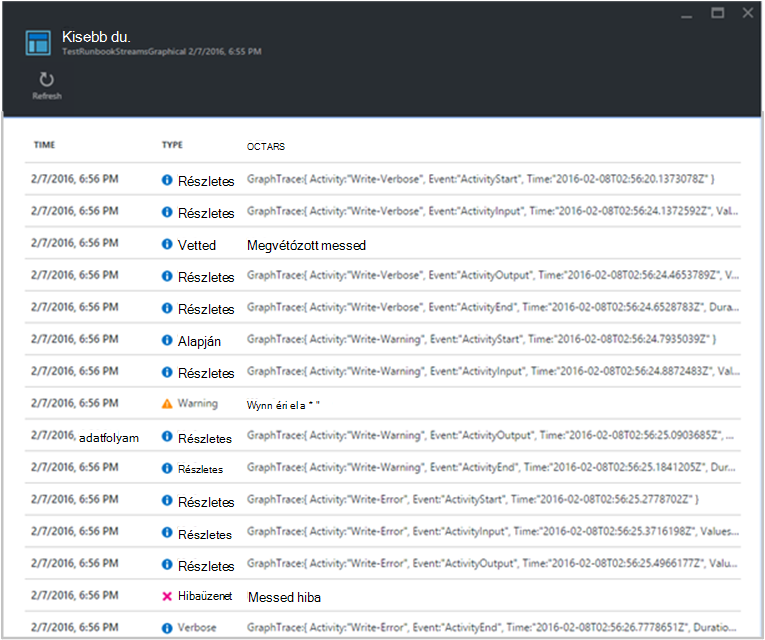 Kisebb du.
TestRunbookStreamsGraphical 2/7/2016, 6:55 PM
Refresh
TIME TYPE OCTARS
2/7/2016, 6:56 PM Részletes GraphTrace:{ Activity:"Write-Verbose", Event:"ActivityStart", Time:"2016-02-08T02:56:20.1373078Z" }
2/7/2016, 6:56 PM Részletes GraphTrace:{ Activity:"Write-Verbose", Event:"ActivityInput", Time:"2016-02-08T02:56:24.1372592Z", Val...
2/7/2016, 6:56 PM Vetted Megvétózott messed
2/7/2016, 6:56 PM Részletes GraphTrace:{ Activity:"Write-Verbose", Event:"ActivityOutput", Time:"2016-02-08T02:56:24.4653789Z", V...
2/7/2016, 6:56 PM Részletes GraphTrace:{ Activity:"Write-Verbose", Event:"ActivityEnd", Time:"2016-02-08T02:56:24.6528783Z", Dura...
2/7/2016, 6:56 PM Alapján GraphTrace:{ Activity:"Write-Warning", Event:"ActivityStart", Time:"2016-02-08T02:56:24.7935039Z" }
2/7/2016, 6:56 PM Részletes GraphTrace:{ Activity:"Write-Warning", Event:"ActivityInput", Time:"2016-02-08T02:56:24.8872483Z", Val...
2/7/2016, 6:56 PM Warning Wynn éri el a * "
2/7/2016, adatfolyam Részletes GraphTrace:{ Activity:"Write-Warning", Event:"ActivityOutput", Time:"2016-02-08T02:56:25.0903685Z", ...
2/7/2016, 6:56 PM Részletes GraphTrace:{ Activity:"Write-Warning", Event:"ActivityEnd", Time:"2016-02-08T02:56:25.1841205Z", Dur...
2/7/2016, 6:56 PM Részletes GraphTrace:{ Activity:"Write-Error", Event:"ActivityStart", Time:"2016-02-08T02:56:25.2778702Z" }
2/7/2016, 6:56 PM Részletes GraphTrace:{ Activity:"Write-Error", Event:"ActivityInput", Time:"2016-02-08T02:56:25.3716198Z", Values...
2/7/2016, 6:56 PM Részletes GraphTrace:{ Activity:"Write-Error", Event:"ActivityOutput", Time:"2016-02-08T02:56:25.4966177Z", Valu...
2/7/2016, 6:56 PM Hibaüzenet Messed hiba
2/7/2016, 6:56 PM Verbose GraphTrace:{ Activity:"Write-Error", Event:"ActivityEnd", Time:"2016-02-08T02:56:26.7778651Z", Duratio...